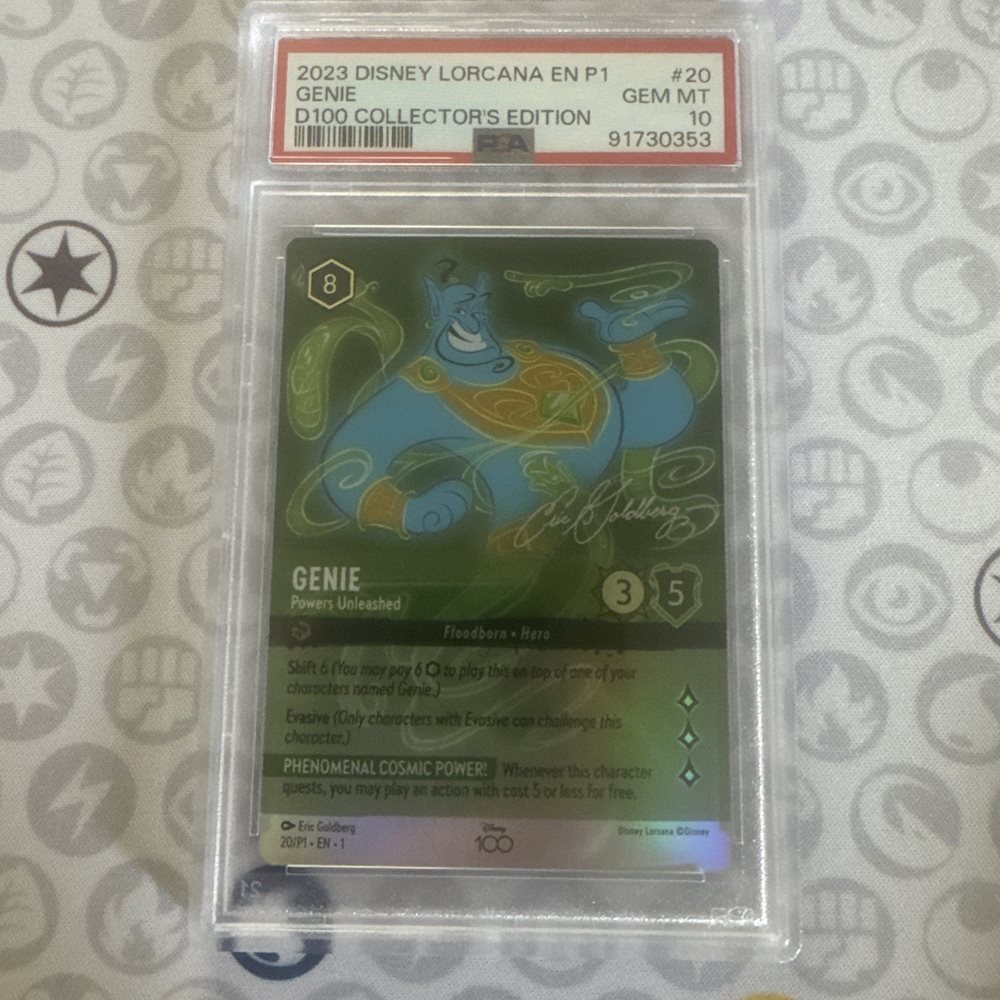 2023 DISNEY LORCANA EN P1 #20
GENIE GEM MT
D100 COLLECTOR'S EDITION 10
PSA 91730353
8
Eric Goldberg
GENIE
Powers Unleashed
3 5
Floodborn • Hero
Shift 6 (You may pay 6 to play this on top of one of your
characters named Genie.)
Evasive (Only characters with Evasive can challenge this
character.)
PHENOMENAL COSMIC POWER! Whenever this character
quests, you may play an action with cost 5 or less for free.
Eric Goldberg
20/P1 • EN • 1
Disney
100
Disney Lorcana ©Disney